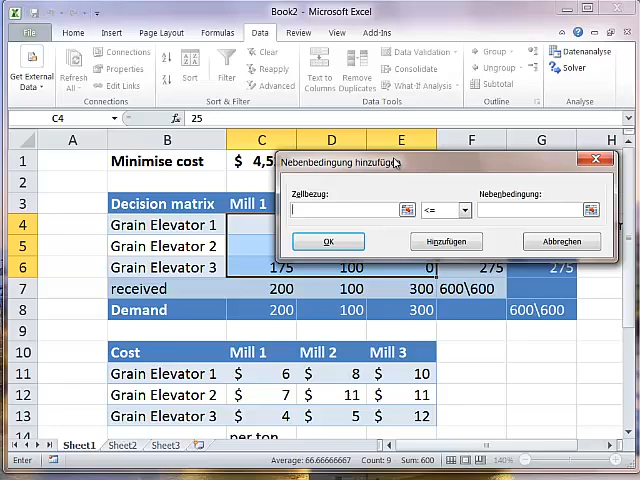 Book2 - Microsoft Excel
File Home Insert Page Layout Formulas Data Review View Add-Ins
Get External Data
Refresh All
Connections
Properties
Edit Links
Connections
Sort
Filter
Clear
Reapply
Advanced
Sort & Filter
Text to Columns
Remove Duplicates
Data Validation
Consolidate
Data Tools
Group
Ungroup
Subtotal
Outline
Datenanalyse
Solver
Analyse
C4 fx 25
A B C D E F G H
1 Minimise cost $ 4,5
2
3 Decision matrix Mill 1
4 Grain Elevator 1
5 Grain Elevator 2
6 Grain Elevator 3 175 100 0 275 275
7 received 200 100 300 600\600
8 Demand 200 100 300 600\600
9
10 Cost Mill 1 Mill 2 Mill 3
11 Grain Elevator 1 $ 6 $ 8 $ 10
12 Grain Elevator 2 $ 7 $ 11 $ 11
13 Grain Elevator 3 $ 4 $ 5 $ 12
14 per ton
Nebenbedingung hinzufügen
Zellbezug: Nebenbedingung:
<=
OK Hinzufügen Abbrechen
Sheet1 Sheet2 Sheet3
Enter Average: 66.66666667 Count: 9 Sum: 600 140%